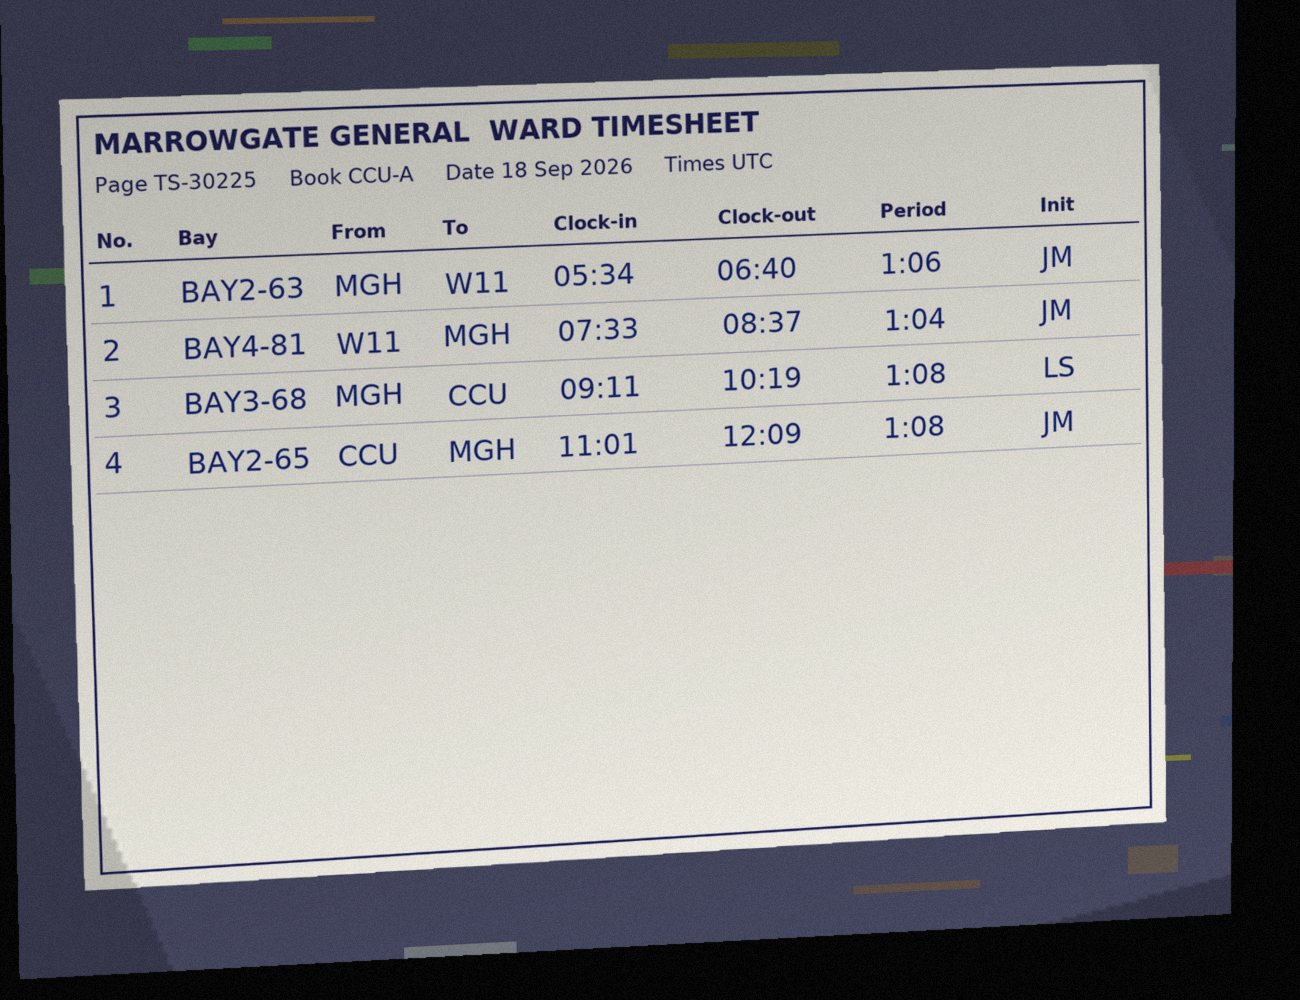 MARROWGATE GENERAL WARD TIMESHEET
Page TS-30225 Book CCU-A Date 18 Sep 2026 Times UTC
No. Bay From To Clock-in Clock-out Period Init
1 BAY2-63 MGH W11 05:34 06:40 1:06 JM
2 BAY4-81 W11 MGH 07:33 08:37 1:04 JM
3 BAY3-68 MGH CCU 09:11 10:19 1:08 LS
4 BAY2-65 CCU MGH 11:01 12:09 1:08 JM